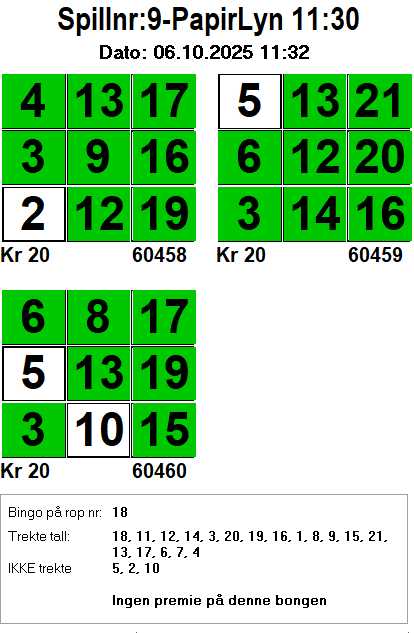 Spillnr:9-PapirLyn 11:30
Dato: 06.10.2025 11:32
4 13 17
3 9 16
2 12 19
Kr 20 60458
5 13 21
6 12 20
3 14 16
Kr 20 60459
6 8 17
5 13 19
3 10 15
Kr 20 60460
Bingo på rop nr: 18
Trekte tall: 18, 11, 12, 14, 3, 20, 19, 16, 1, 8, 9, 15, 21,
13, 17, 6, 7, 4
IKKE trekte 5, 2, 10
Ingen premie på denne bongen